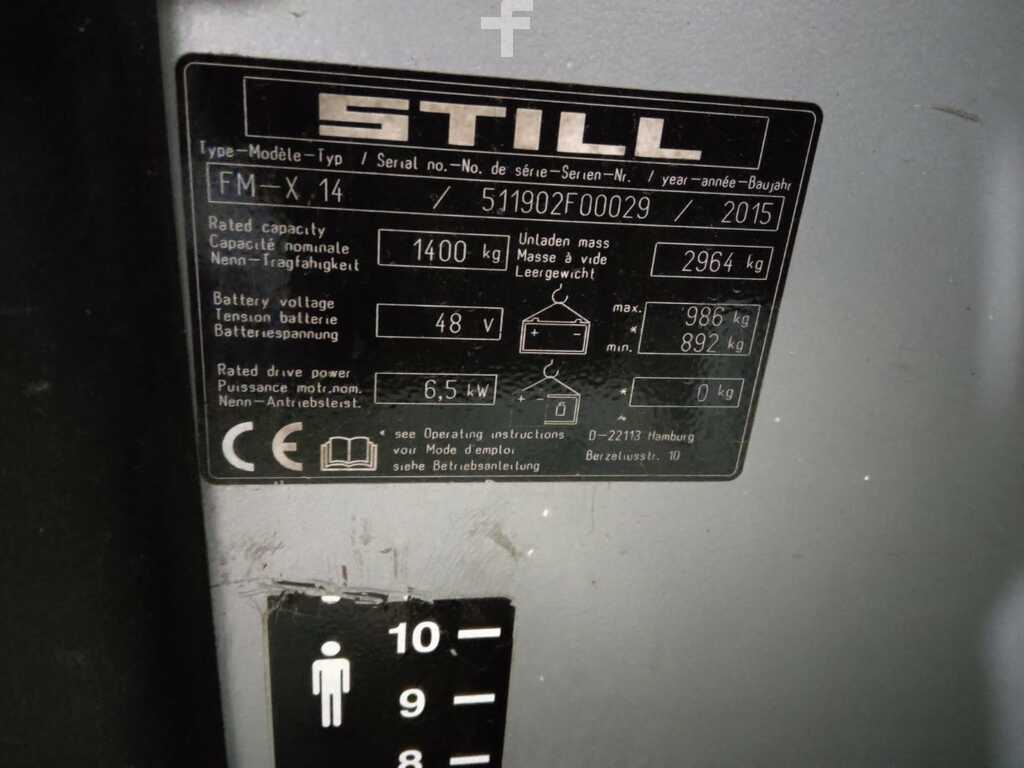 f
STILL
Type-Modèle-Typ / Serial no.-No. de série-Serien-Nr. / year-année-Baujahr
FM-X 14 / 511902F00029 / 2015
Rated capacity
Capacité nominale
Nenn-Tragfähigkeit
1400 kg
Unladen mass
Masse à vide
Leergewicht
2964 kg
Battery voltage
Tension batterie
Batteriespannung
48 V
max. 986 kg
*
min. 892 kg
Rated drive power
Puissance motr.nom.
Nenn-Antriebsleist.
6,5 kW
* 0 kg
CE
* see Operating instructions
voir Mode d'emploi
siehe Betriebsanleitung
D-22113 Hamburg
Berzeliusstr. 10
10
9
8